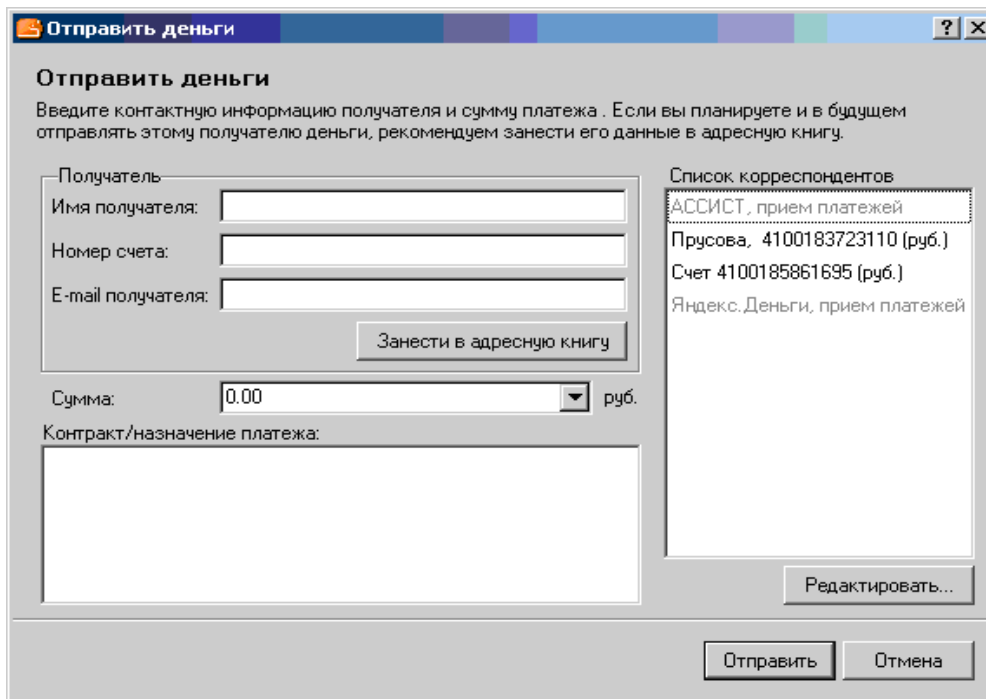 Отправить деньги
Отправить деньги
Введите контактную информацию получателя и сумму платежа . Если вы планируете и в будущем
отправлять этому получателю деньги, рекомендуем занести его данные в адресную книгу.
Получатель
Имя получателя:
Номер счета:
E-mail получателя:
Занести в адресную книгу
Сумма:
0.00
руб.
Контракт/назначение платежа:
Список корреспондентов
АССИСТ, прием платежей
Прусова, 4100183723110 (руб.)
Счет 4100185861695 (руб.)
Яндекс.Деньги, прием платежей
Редактировать...
Отправить
Отмена